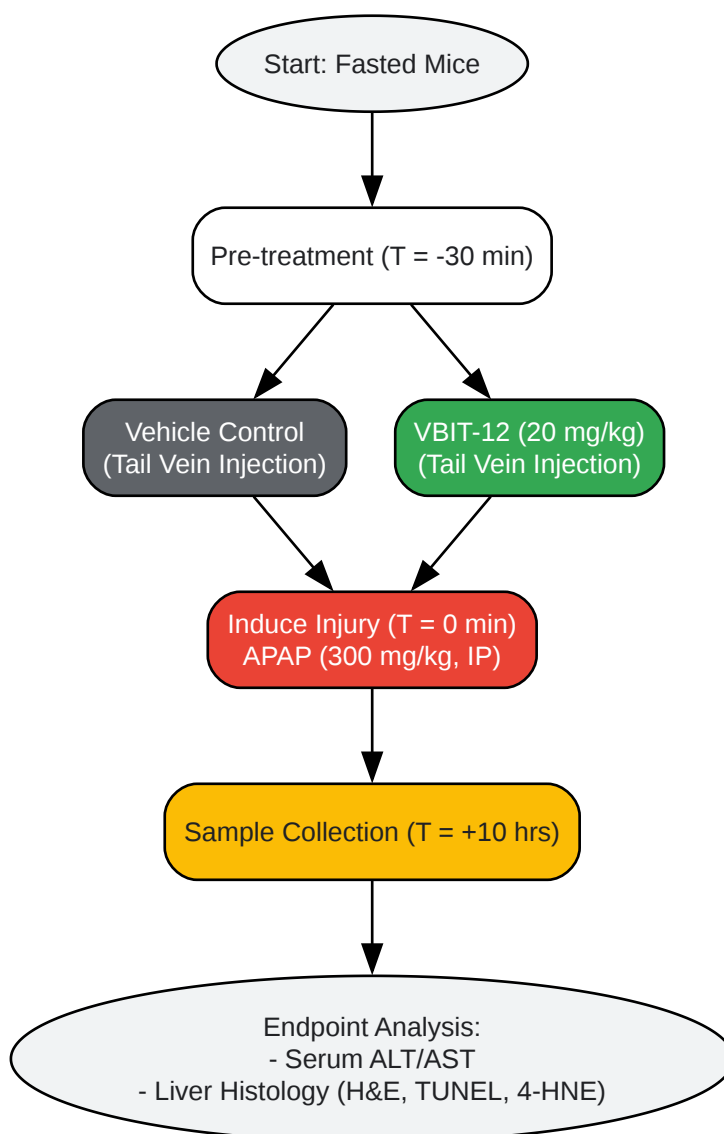 Start: Fasted Mice
Pre-treatment (T = -30 min)
Vehicle Control
(Tail Vein Injection)
VBIT-12 (20 mg/kg)
(Tail Vein Injection)
Induce Injury (T = 0 min)
APAP (300 mg/kg, IP)
Sample Collection (T = +10 hrs)
Endpoint Analysis:
- Serum ALT/AST
- Liver Histology (H&E, TUNEL, 4-HNE)